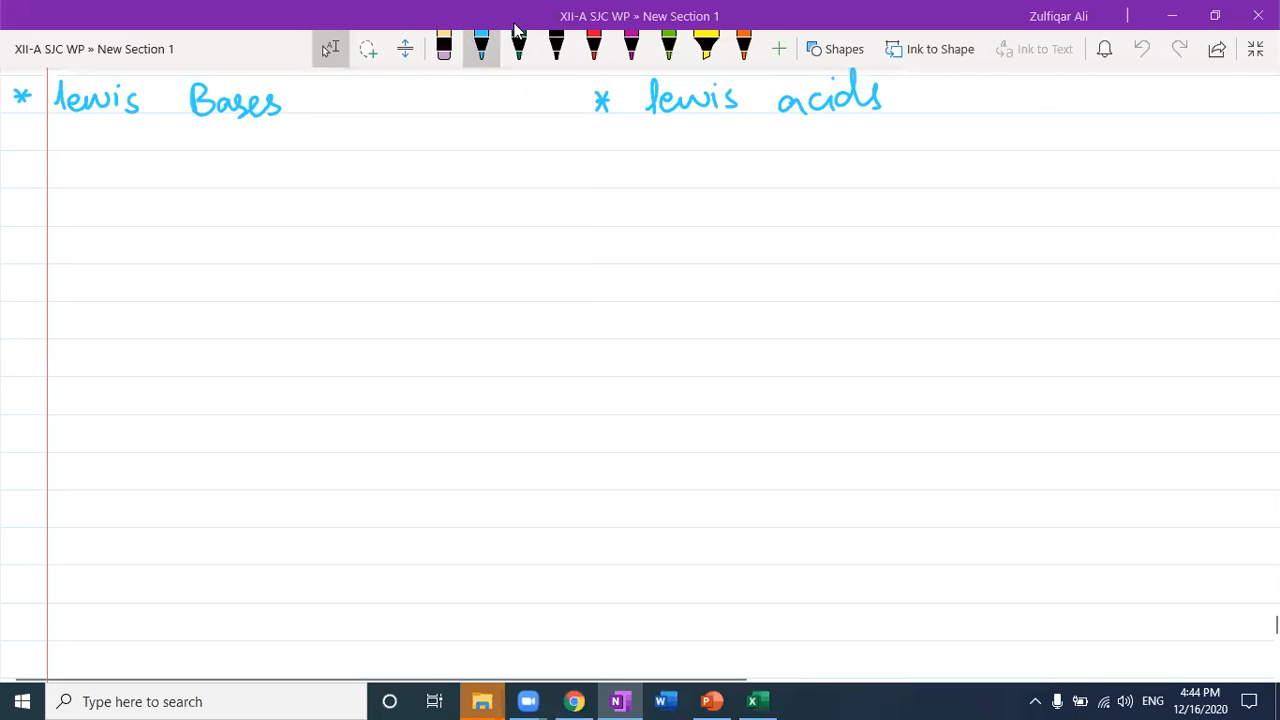 XII-A SJC WP » New Section 1
Zulfiqar Ali
XII-A SJC WP » New Section 1
Shapes
Ink to Shape
Ink to Text
* lewis Bases
* lewis acids
Type here to search
ENG
4:44 PM
12/16/2020